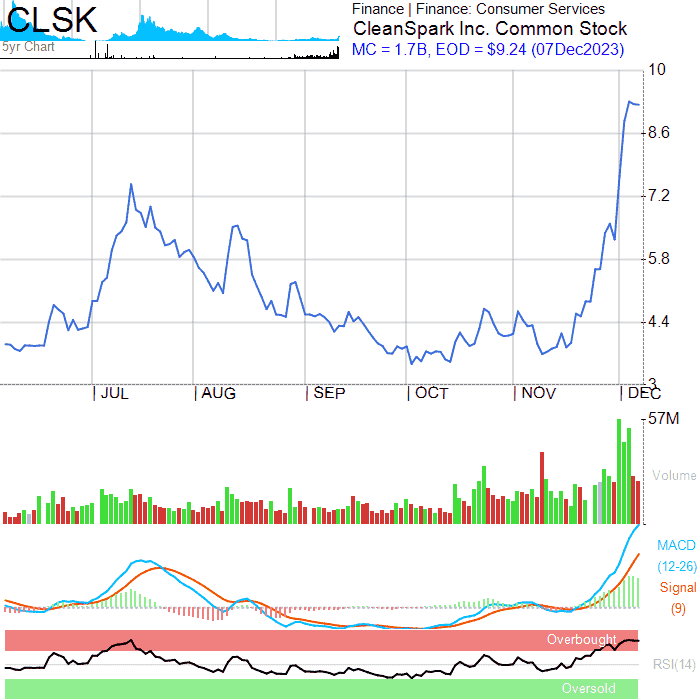 CLSK
5yr Chart
Finance | Finance: Consumer Services
CleanSpark Inc. Common Stock
MC = 1.7B, EOD = $9.24 (07Dec2023)
10
8.6
7.2
5.8
4.4
3
JUL
AUG
SEP
OCT
NOV
DEC
57M
Volume
MACD
(12-26)
Signal
(9)
Overbought
RSI(14)
Oversold